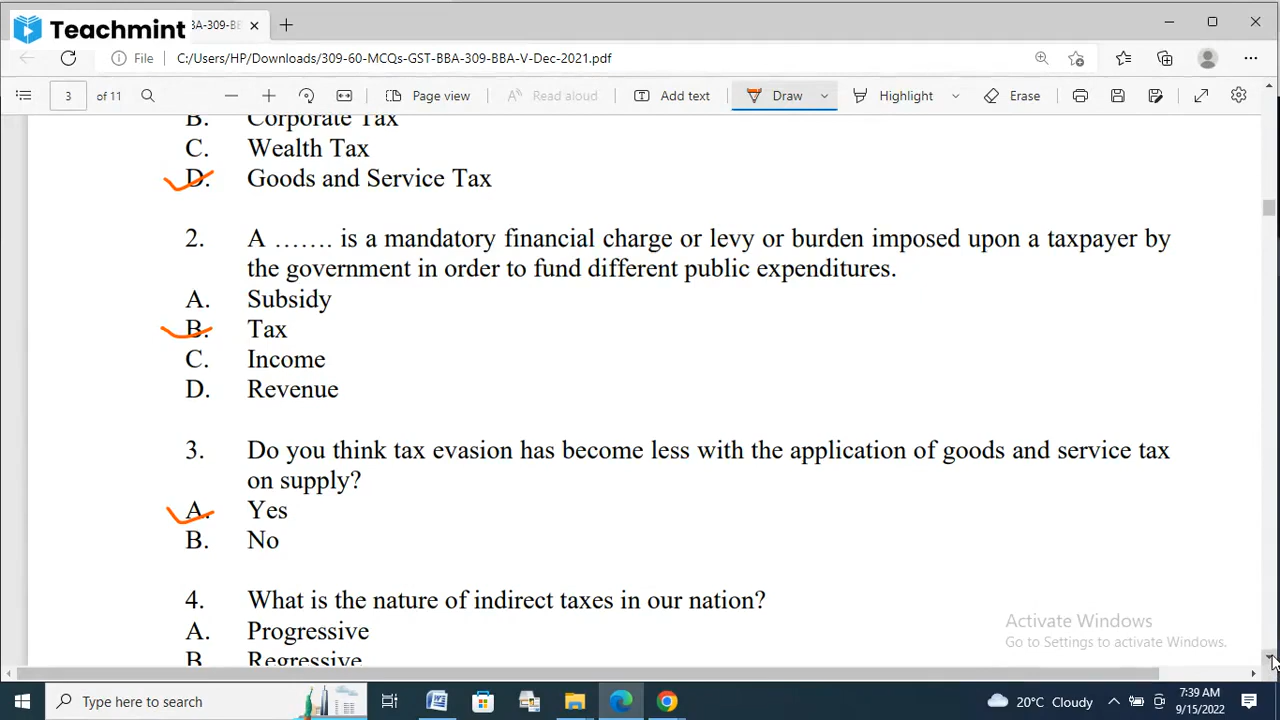 Teachmint
BA-309-BB
File C:/Users/HP/Downloads/309-60-MCQs-GST-BBA-309-BBA-V-Dec-2021.pdf
3 of 11 Page view Read aloud Add text Draw Highlight Erase
B. Corporate Tax
C. Wealth Tax
D. Goods and Service Tax
2. A ……. is a mandatory financial charge or levy or burden imposed upon a taxpayer by
the government in order to fund different public expenditures.
A. Subsidy
B. Tax
C. Income
D. Revenue
3. Do you think tax evasion has become less with the application of goods and service tax
on supply?
A. Yes
B. No
4. What is the nature of indirect taxes in our nation?
A. Progressive
B. Regressive
Activate Windows
Go to Settings to activate Windows.
Type here to search
20°C Cloudy
7:39 AM
9/15/2022